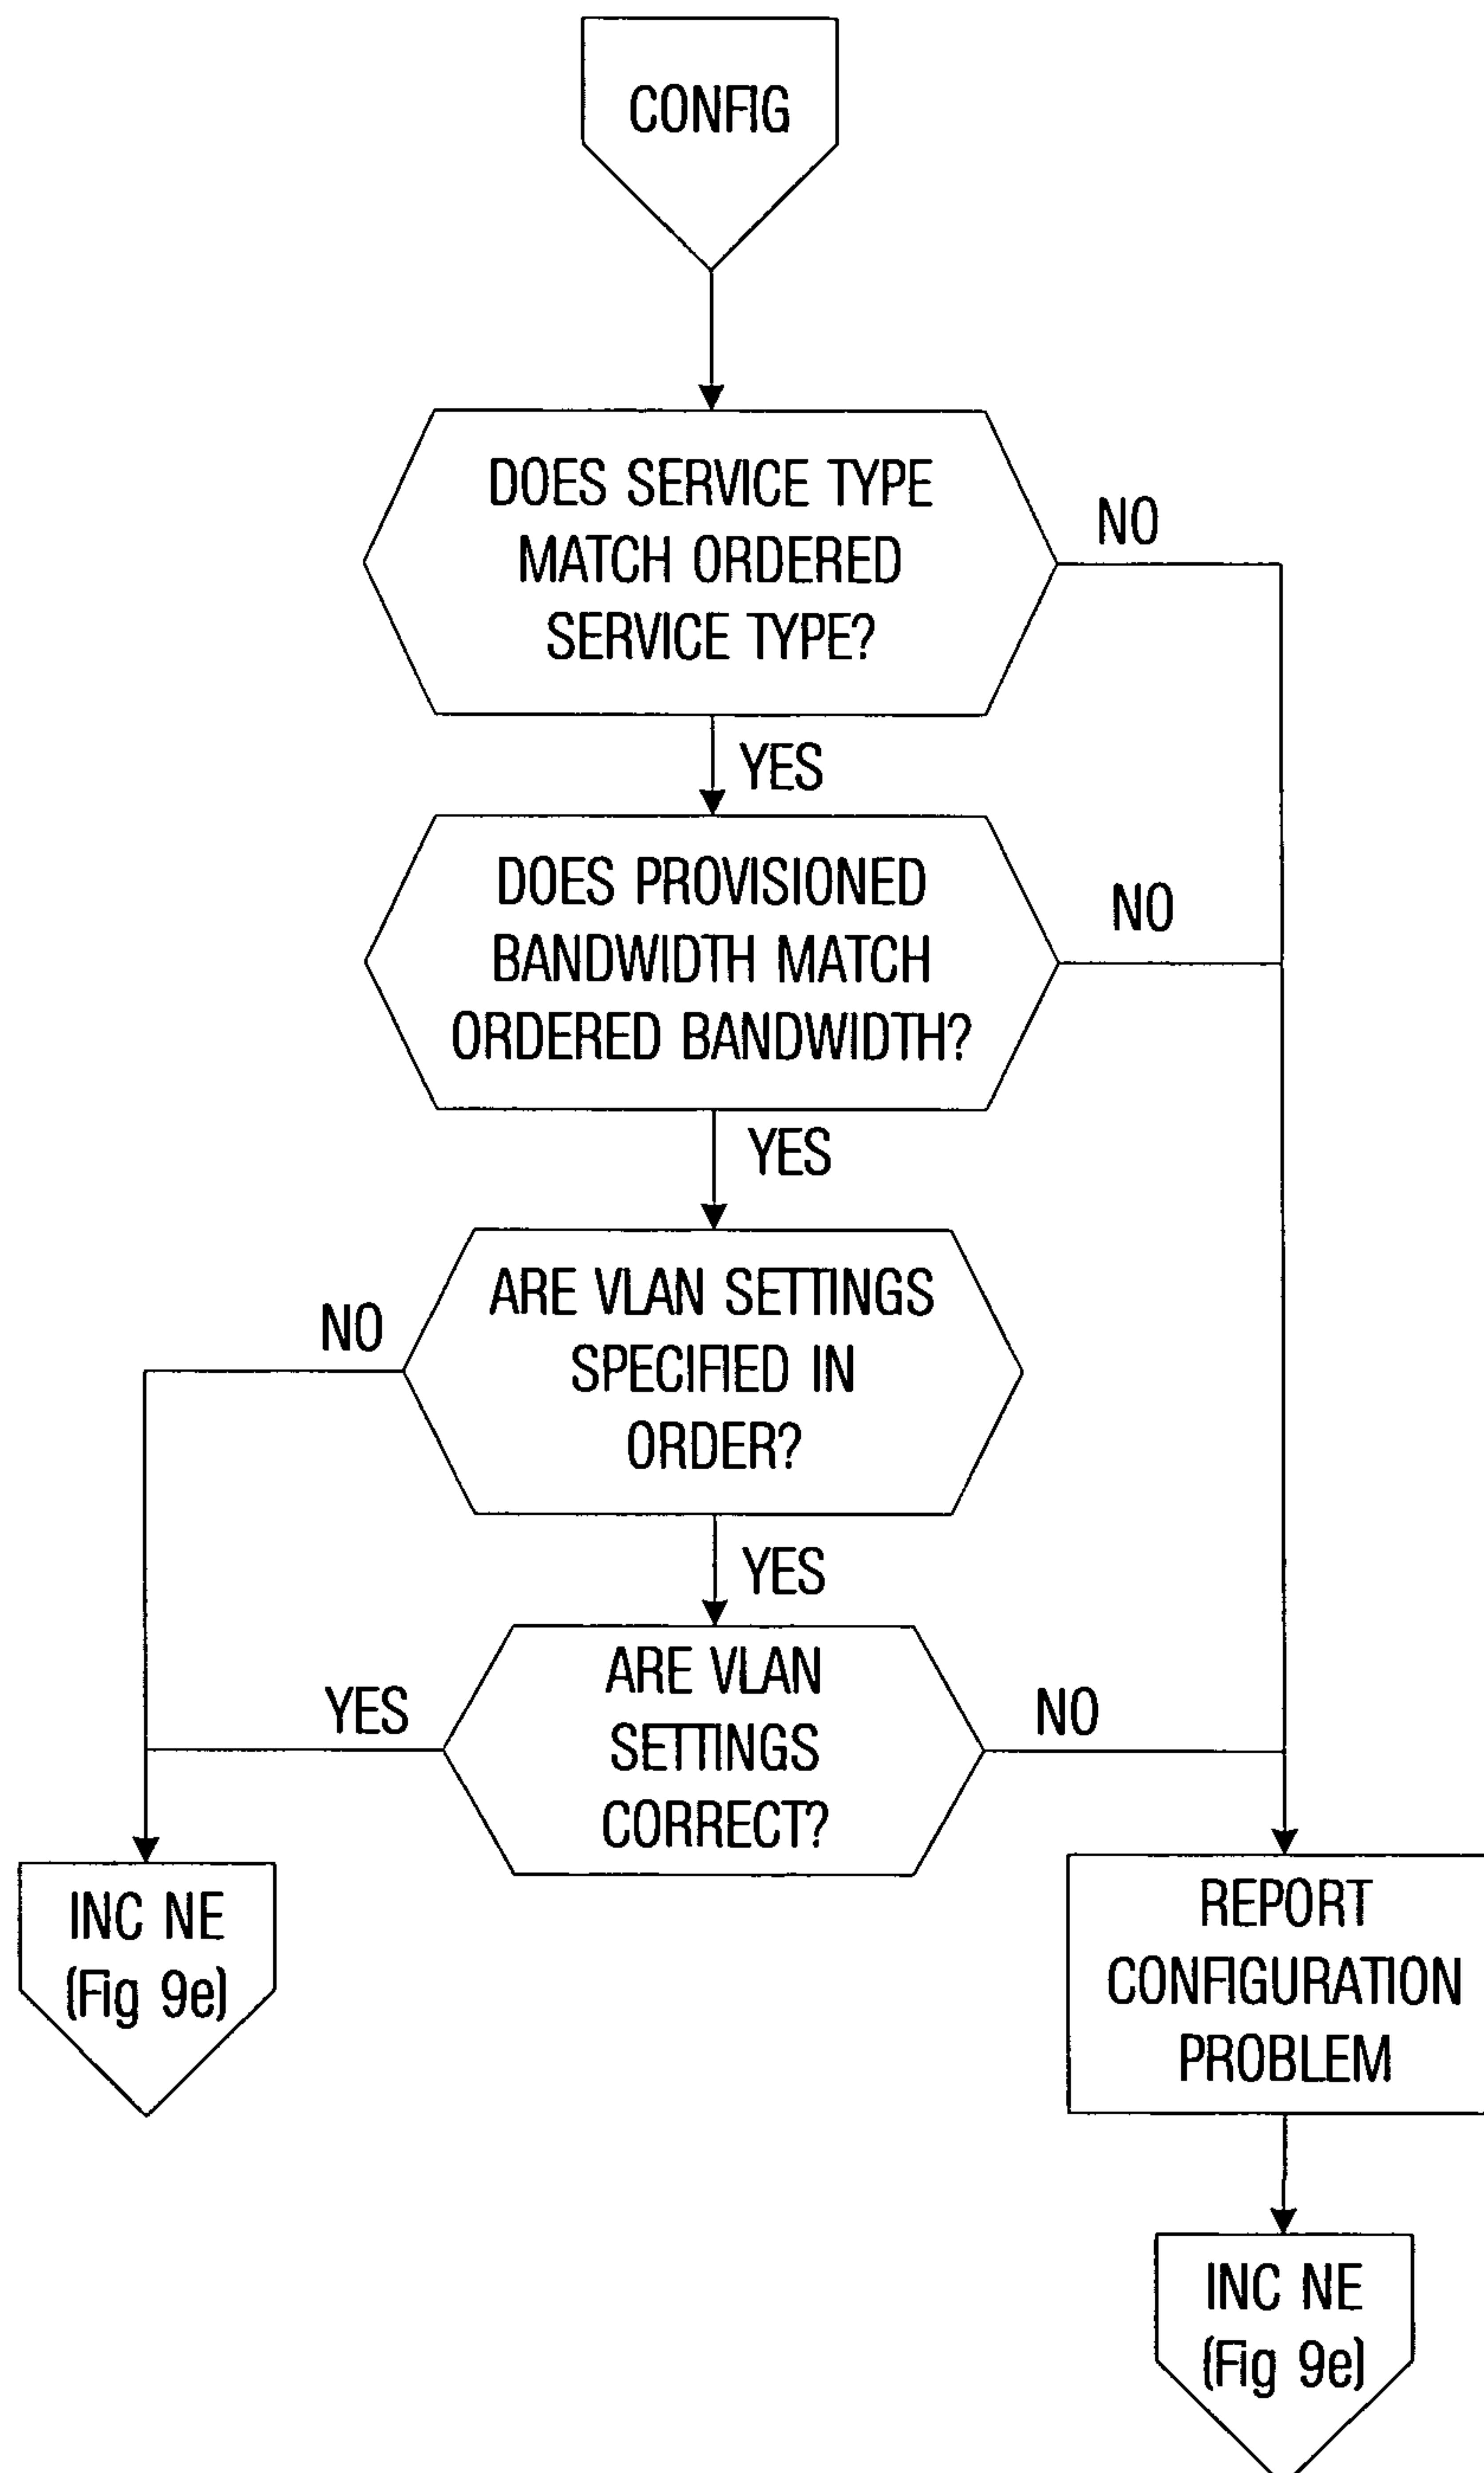 CONFIG
DOES SERVICE TYPE
MATCH ORDERED
SERVICE TYPE?
NO
YES
DOES PROVISIONED
BANDWIDTH MATCH
ORDERED BANDWIDTH?
NO
YES
ARE VLAN SETTINGS
SPECIFIED IN
ORDER?
NO
YES
ARE VLAN
SETTINGS
CORRECT?
YES
NO
INC NE
(Fig 9e)
REPORT
CONFIGURATION
PROBLEM
INC NE
(Fig 9e)